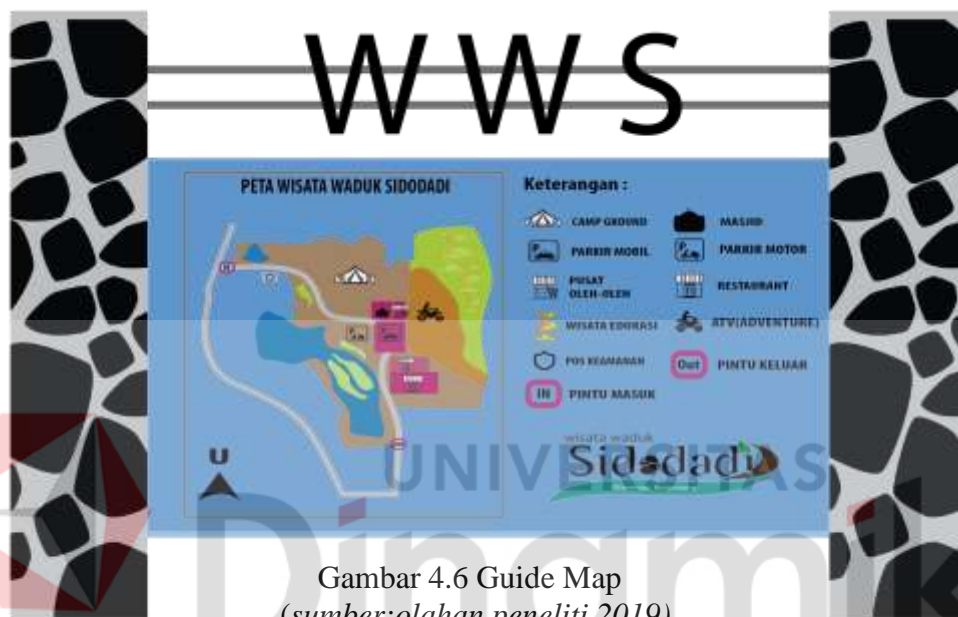 WWS
PETA WISATA WADUK SIDODADI
U
Keterangan :
CAMP GROUND
MASJID
PARKIR MOBIL
PARKIR MOTOR
PUSAT
OLEH-OLEH
RESTAURANT
WISATA EDUKASI
ATV(ADVENTURE)
POS KEAMANAN
Out PINTU KELUAR
IN PINTU MASUK
wisata waduk
Sidodadi
UNIVERSITAS
Dinamik
Gambar 4.6 Guide Map
(sumber:olahan peneliti 2019)